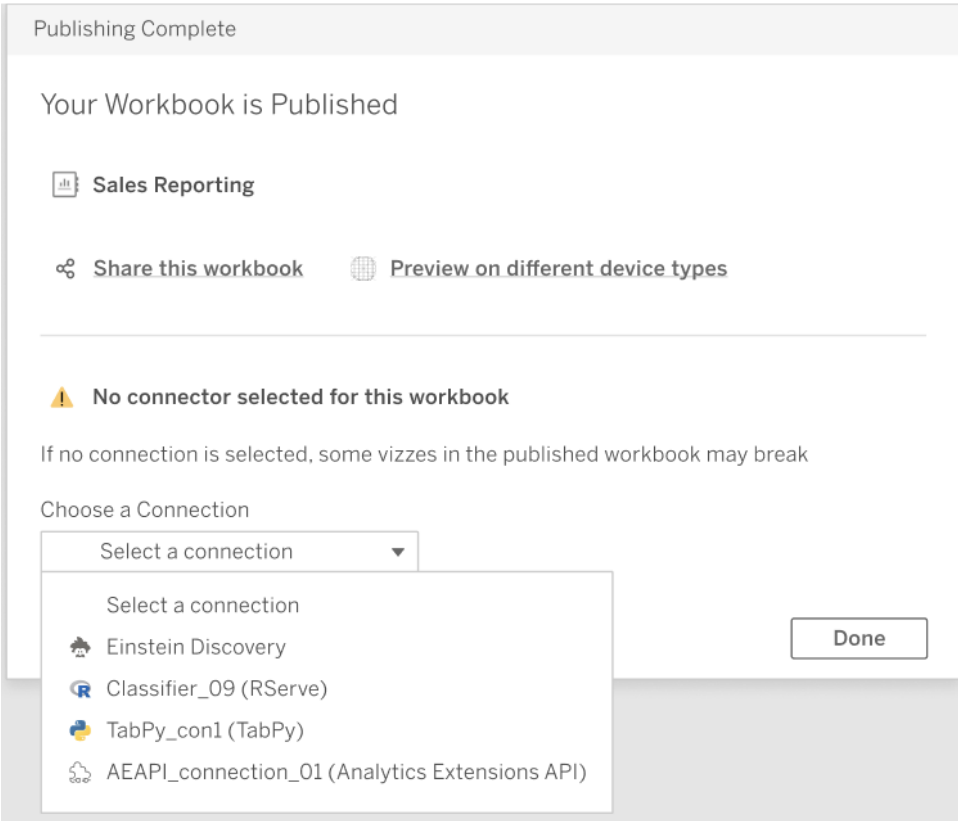 Publishing Complete
Your Workbook is Published
Sales Reporting
Share this workbook Preview on different device types
No connector selected for this workbook
If no connection is selected, some vizzes in the published workbook may break
Choose a Connection
Select a connection
Select a connection
Einstein Discovery
Classifier_09 (RServe)
TabPy_con1 (TabPy)
AEAPI_connection_01 (Analytics Extensions API)
Done